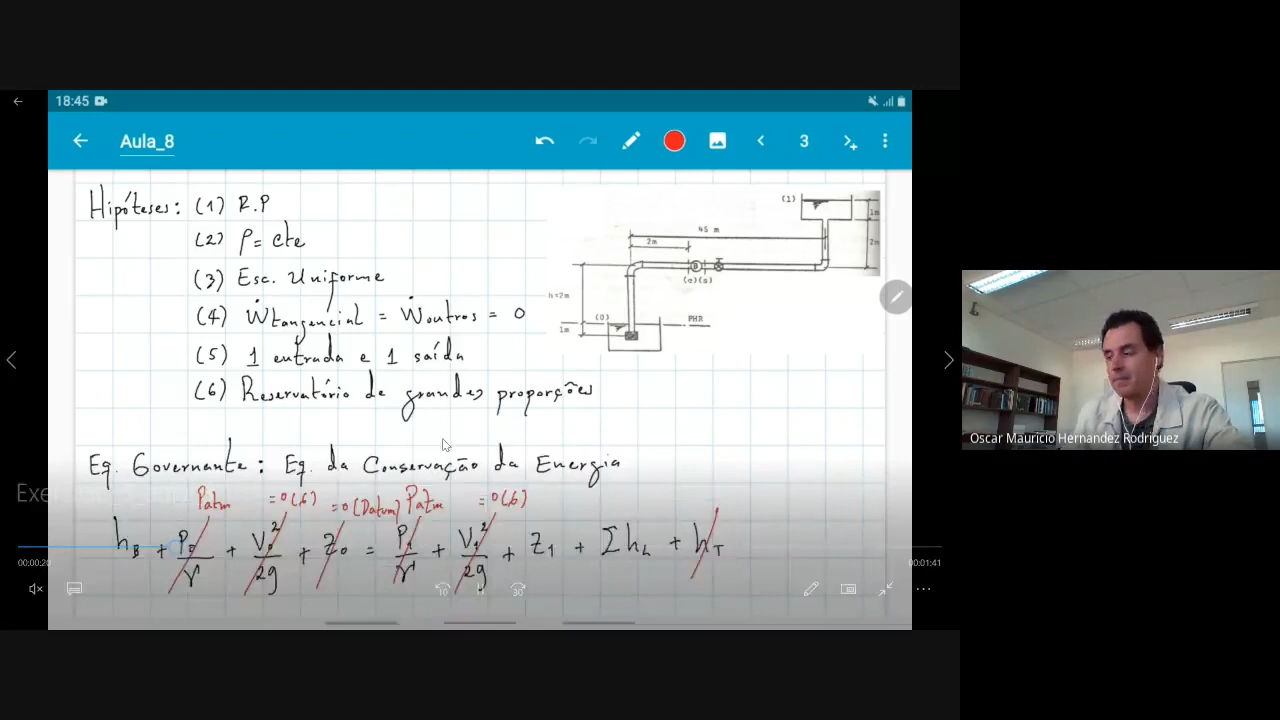 18:45
Aula_8
3
Hipóteses: (1) R.P
(2) ρ = cte
(3) Esc. Uniforme
(4) Ẇtangencial = Ẇoutros = 0
(5) 1 entrada e 1 saída
(6) Reservatório de grandes proporções
(1)
1m
45 m
2m
2m
(e)(s)
B
h=2m
(0)
PHR
1m
Oscar Mauricio Hernandez Rodriguez
Eq. Governante: Eq. da Conservação da Energia
Patm =0(6) =0(Datum) Patm =0(6)
hB + P0/γ + V0²/2g + z0 = P1/γ + V1²/2g + z1 + ΣhL + hT
00:00:20
00:01:41
10
30